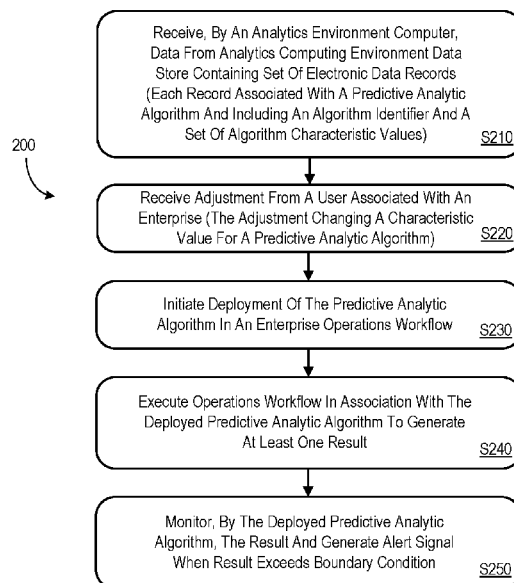 Receive, By An Analytics Environment Computer,
Data From Analytics Computing Environment Data
Store Containing Set Of Electronic Data Records
(Each Record Associated With A Predictive Analytic
Algorithm And Including An Algorithm Identifier And A
Set Of Algorithm Characteristic Values)
S210
200
Receive Adjustment From A User Associated With An
Enterprise (The Adjustment Changing A Characteristic
Value For A Predictive Analytic Algorithm)
S220
Initiate Deployment Of The Predictive Analytic
Algorithm In An Enterprise Operations Workflow
S230
Execute Operations Workflow In Association With The
Deployed Predictive Analytic Algorithm To Generate
At Least One Result
S240
Monitor, By The Deployed Predictive Analytic
Algorithm, The Result And Generate Alert Signal
When Result Exceeds Boundary Condition
S250